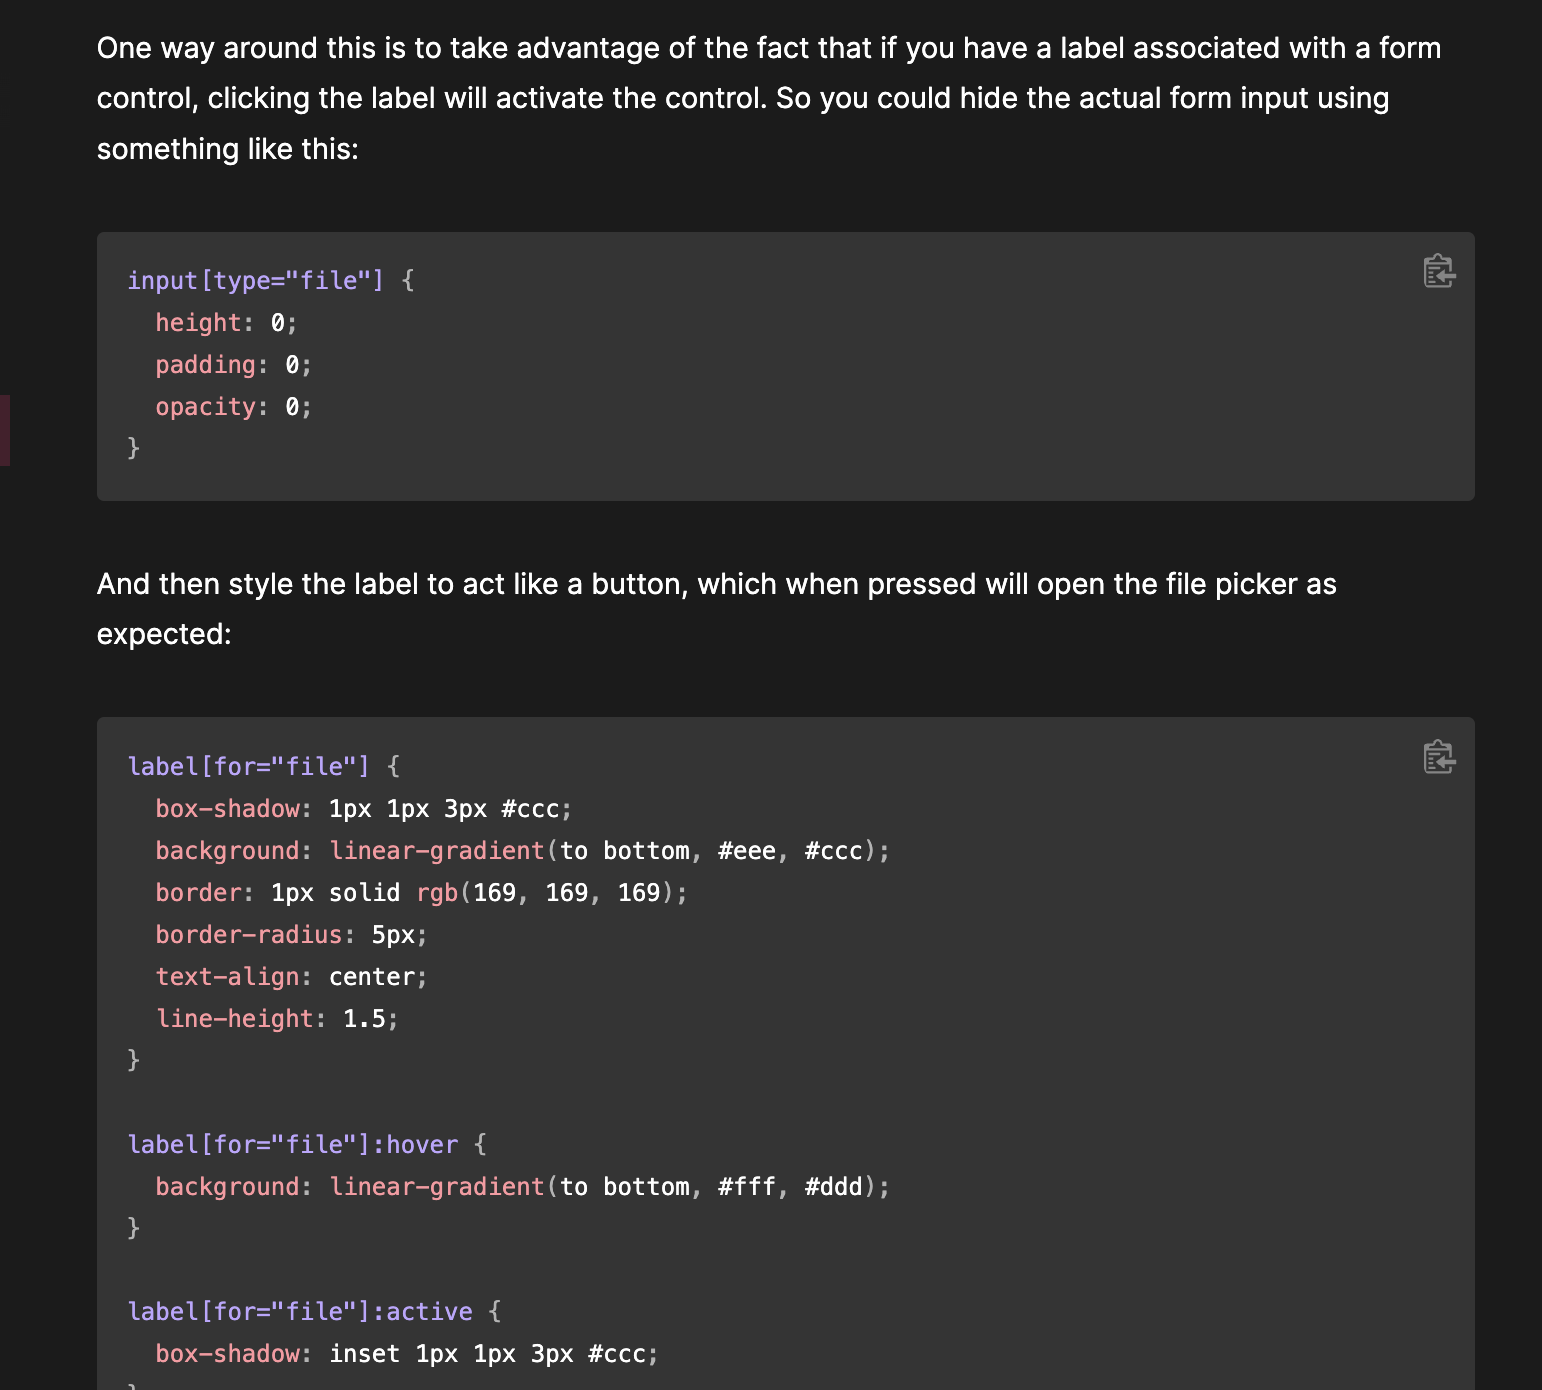 One way around this is to take advantage of the fact that if you have a label associated with a form
control, clicking the label will activate the control. So you could hide the actual form input using
something like this:
input[type="file"] {
  height: 0;
  padding: 0;
  opacity: 0;
}
And then style the label to act like a button, which when pressed will open the file picker as
expected:
label[for="file"] {
  box-shadow: 1px 1px 3px #ccc;
  background: linear-gradient(to bottom, #eee, #ccc);
  border: 1px solid rgb(169, 169, 169);
  border-radius: 5px;
  text-align: center;
  line-height: 1.5;
}
label[for="file"]:hover {
  background: linear-gradient(to bottom, #fff, #ddd);
}
label[for="file"]:active {
  box-shadow: inset 1px 1px 3px #ccc;
}